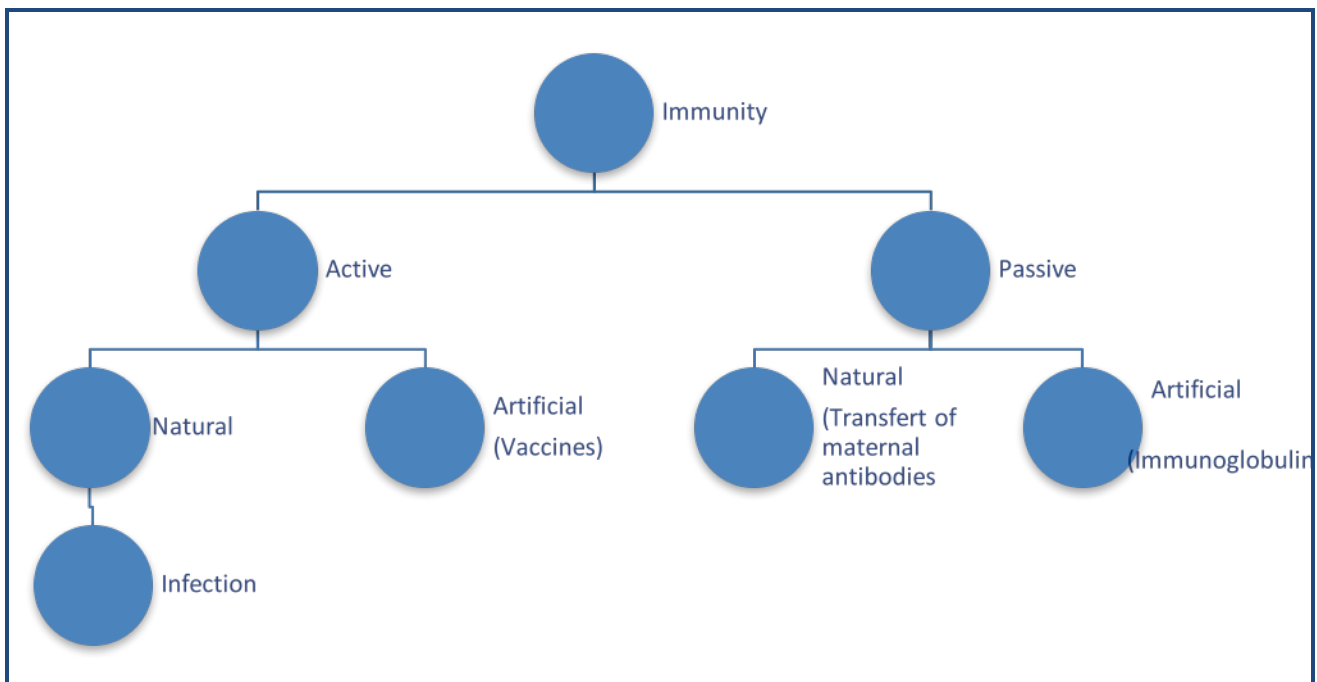 Immunity
Active
Passive
Natural
Artificial
(Vaccines)
Natural
(Transfert of
maternal
antibodies
Artificial
(Immunoglobulin
Infection